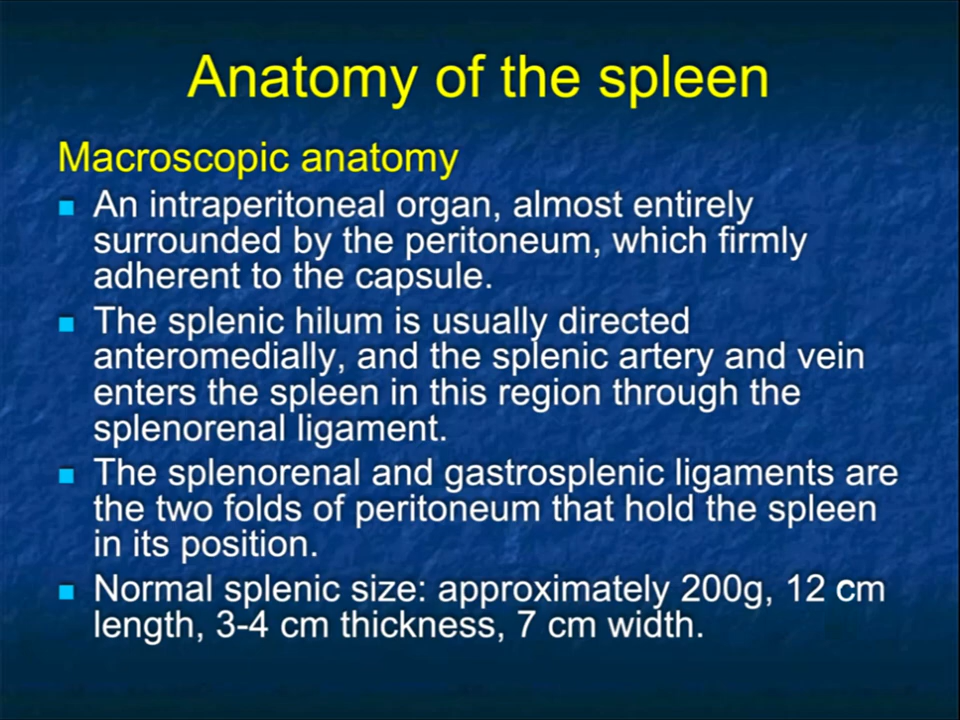 Anatomy of the spleen
Macroscopic anatomy
An intraperitoneal organ, almost entirely
surrounded by the peritoneum, which firmly
adherent to the capsule.
The splenic hilum is usually directed
anteromedially, and the splenic artery and vein
enters the spleen in this region through the
splenorenal ligament.
The splenorenal and gastrosplenic ligaments are
the two folds of peritoneum that hold the spleen
in its position.
Normal splenic size: approximately 200g, 12 cm
length, 3-4 cm thickness, 7 cm width.